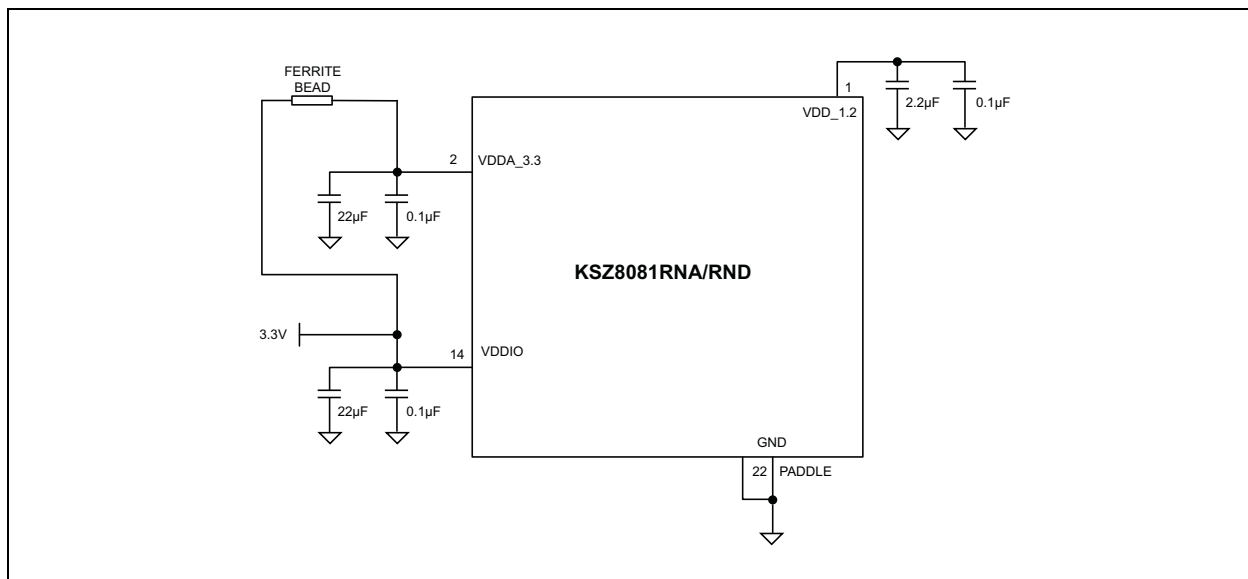 FERRITE
BEAD
1
VDD_1.2
2.2µF
0.1µF
2
VDDA_3.3
22µF
0.1µF
KSZ8081RNA/RND
3.3V
14
VDDIO
22µF
0.1µF
GND
22
PADDLE